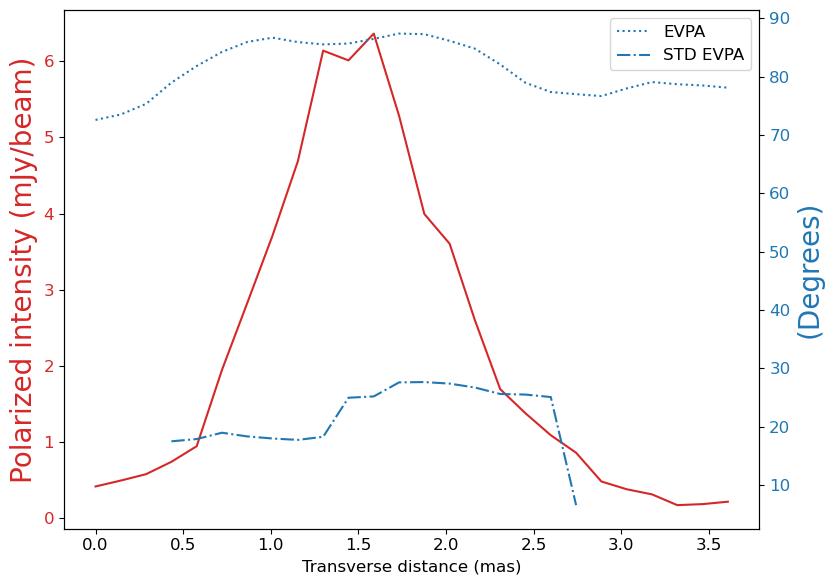 EVPA
STD EVPA
Polarized intensity (mJy/beam)
6
5
4
3
2
1
0
90
80
70
60
50
40
30
20
10
(Degrees)
0.0 0.5 1.0 1.5 2.0 2.5 3.0 3.5
Transverse distance (mas)